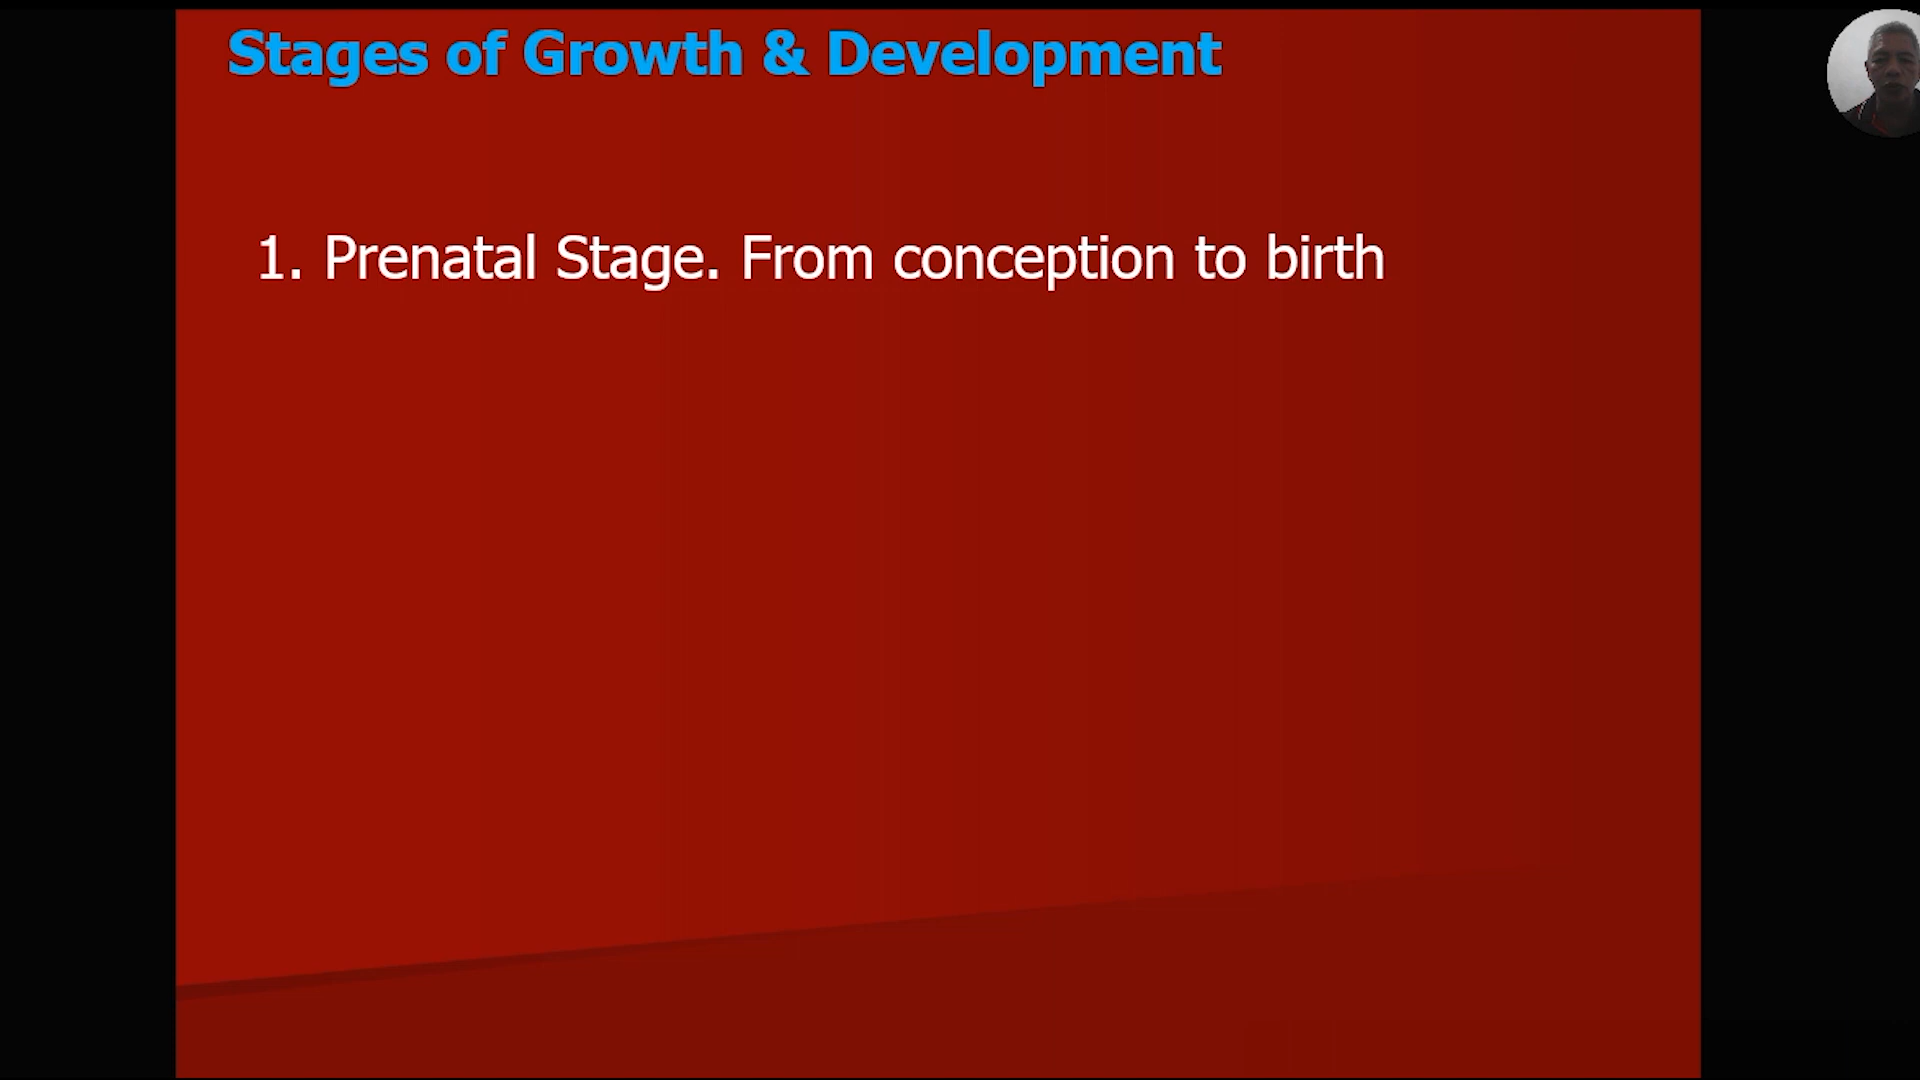 Stages of Growth & Development
1. Prenatal Stage. From conception to birth